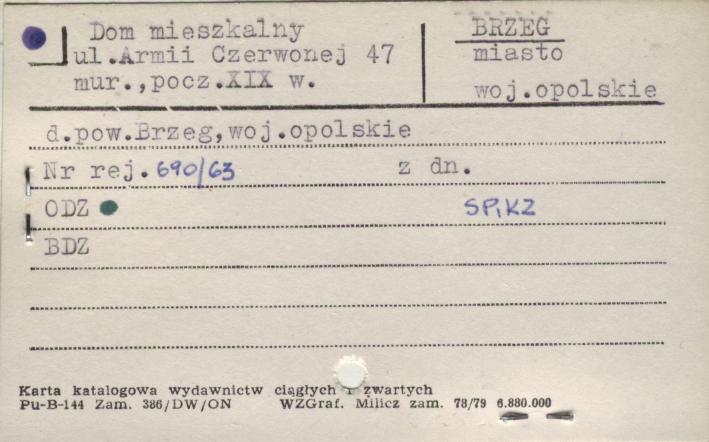 Dom mieszkalny
ul.Armii Czerwonej 47
mur.,pocz.XIX w.
BRZEG
miasto
woj.opolskie
d.pow.Brzeg,woj.opolskie
Nr rej. 690/63 z dn.
ODZ SPiKZ
BDZ
Karta katalogowa wydawnictw ciągłych i zwartych
Pu-B-144 Zam. 386/DW/ON WZGraf. Milicz zam. 78/79 6.880.000